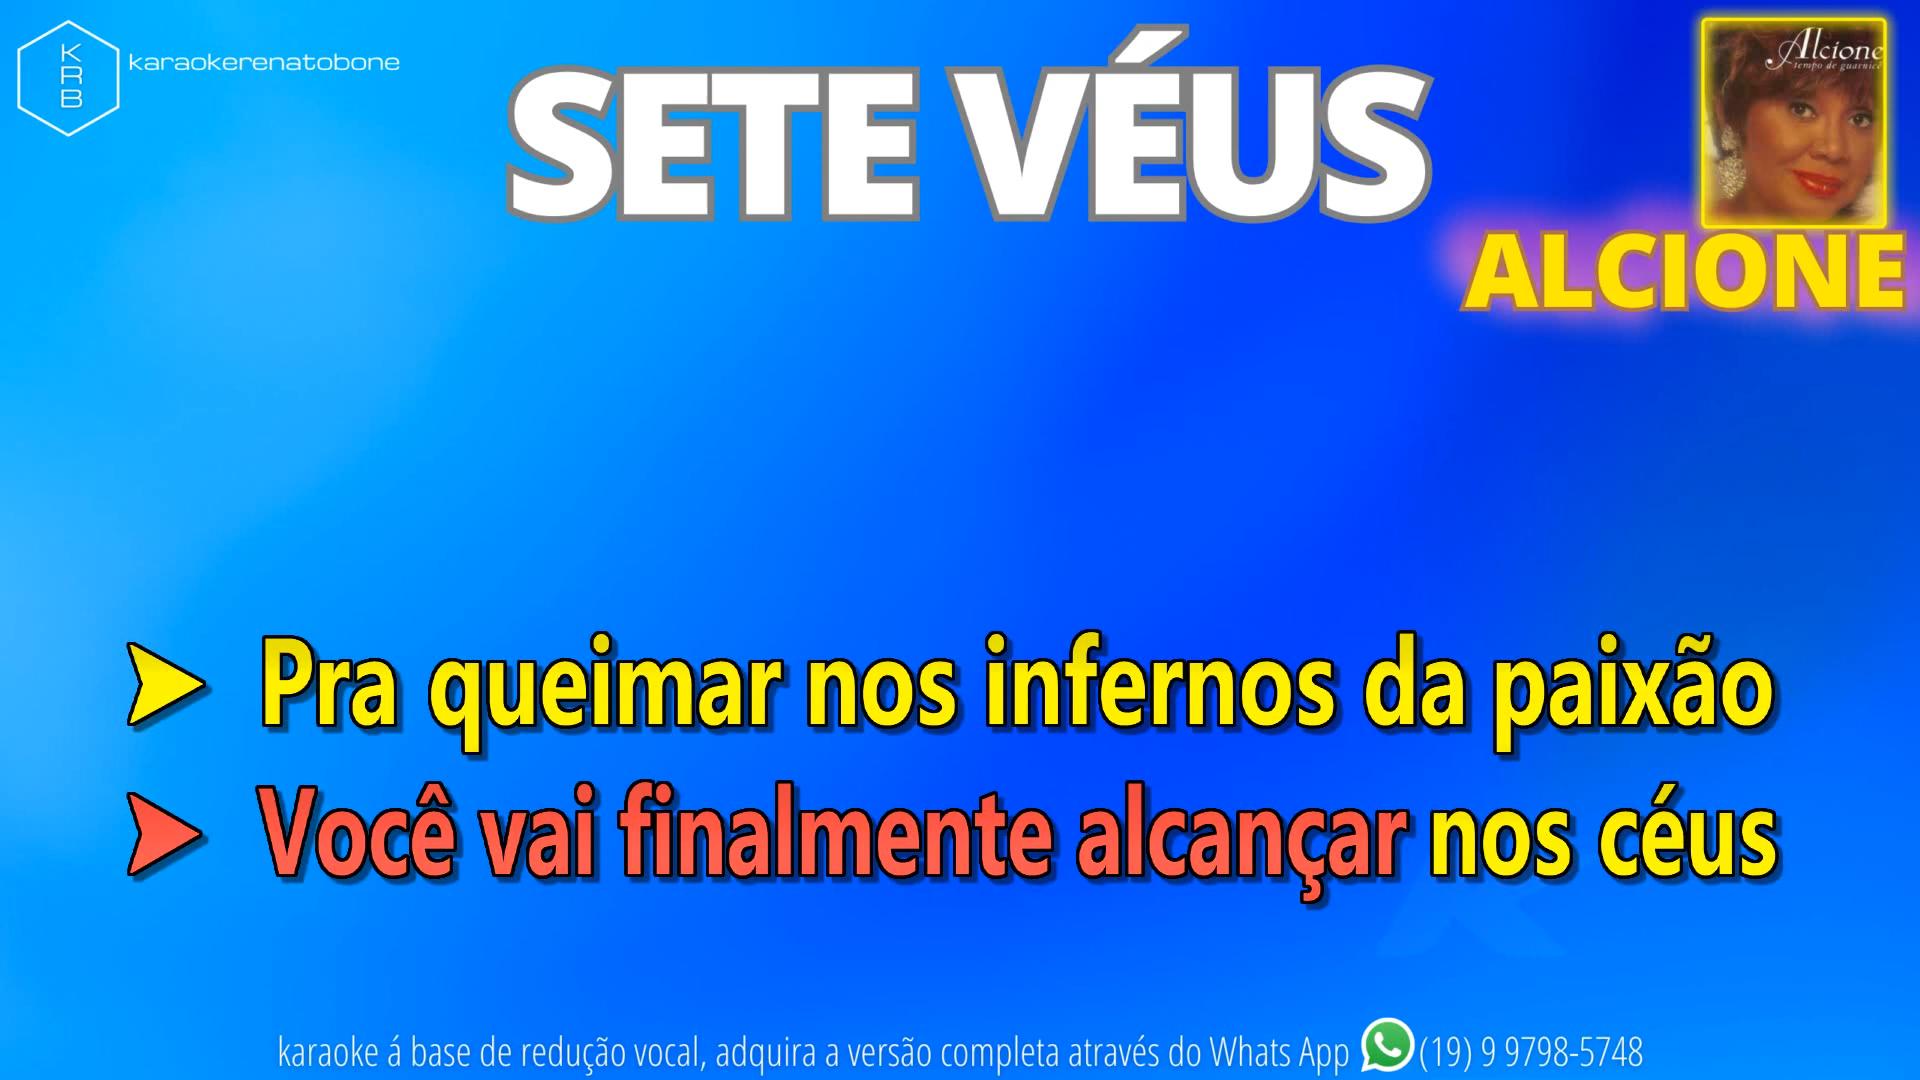 KRB
karaokerenatobone
SETE VÉUS
Alcione
tempo de guarnicê
ALCIONE
Pra queimar nos infernos da paixão
Você vai finalmente alcançar nos céus
karaoke á base de redução vocal, adquira a versão completa através do Whats App (19) 9 9798-5748